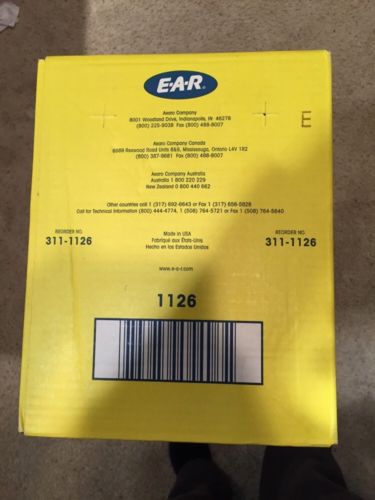 E·A·R®
Aearo Company
8001 Woodland Drive, Indianapolis, IN 46278
(800) 225-9038 Fax (800) 488-8007
E
Aearo Company Canada
6889 Rexwood Road Units 8&9, Mississauga, Ontario L4V 1R2
(800) 387-8681 Fax (800) 488-8007
Aearo Company Australia
Australia 1 800 220 229
New Zealand 0 800 440 662
Other countries call 1 (317) 692-6643 or Fax 1 (317) 658-5828
Call for Technical Information (800) 444-4774, 1 (508) 764-5721 or Fax 1 (508) 764-5640
REORDER NO.
311-1126
Made in USA
Fabriqué aux États-Unis
Hecho en los Estados Unidos
REORDER NO.
311-1126
www.e-a-r.com
1126